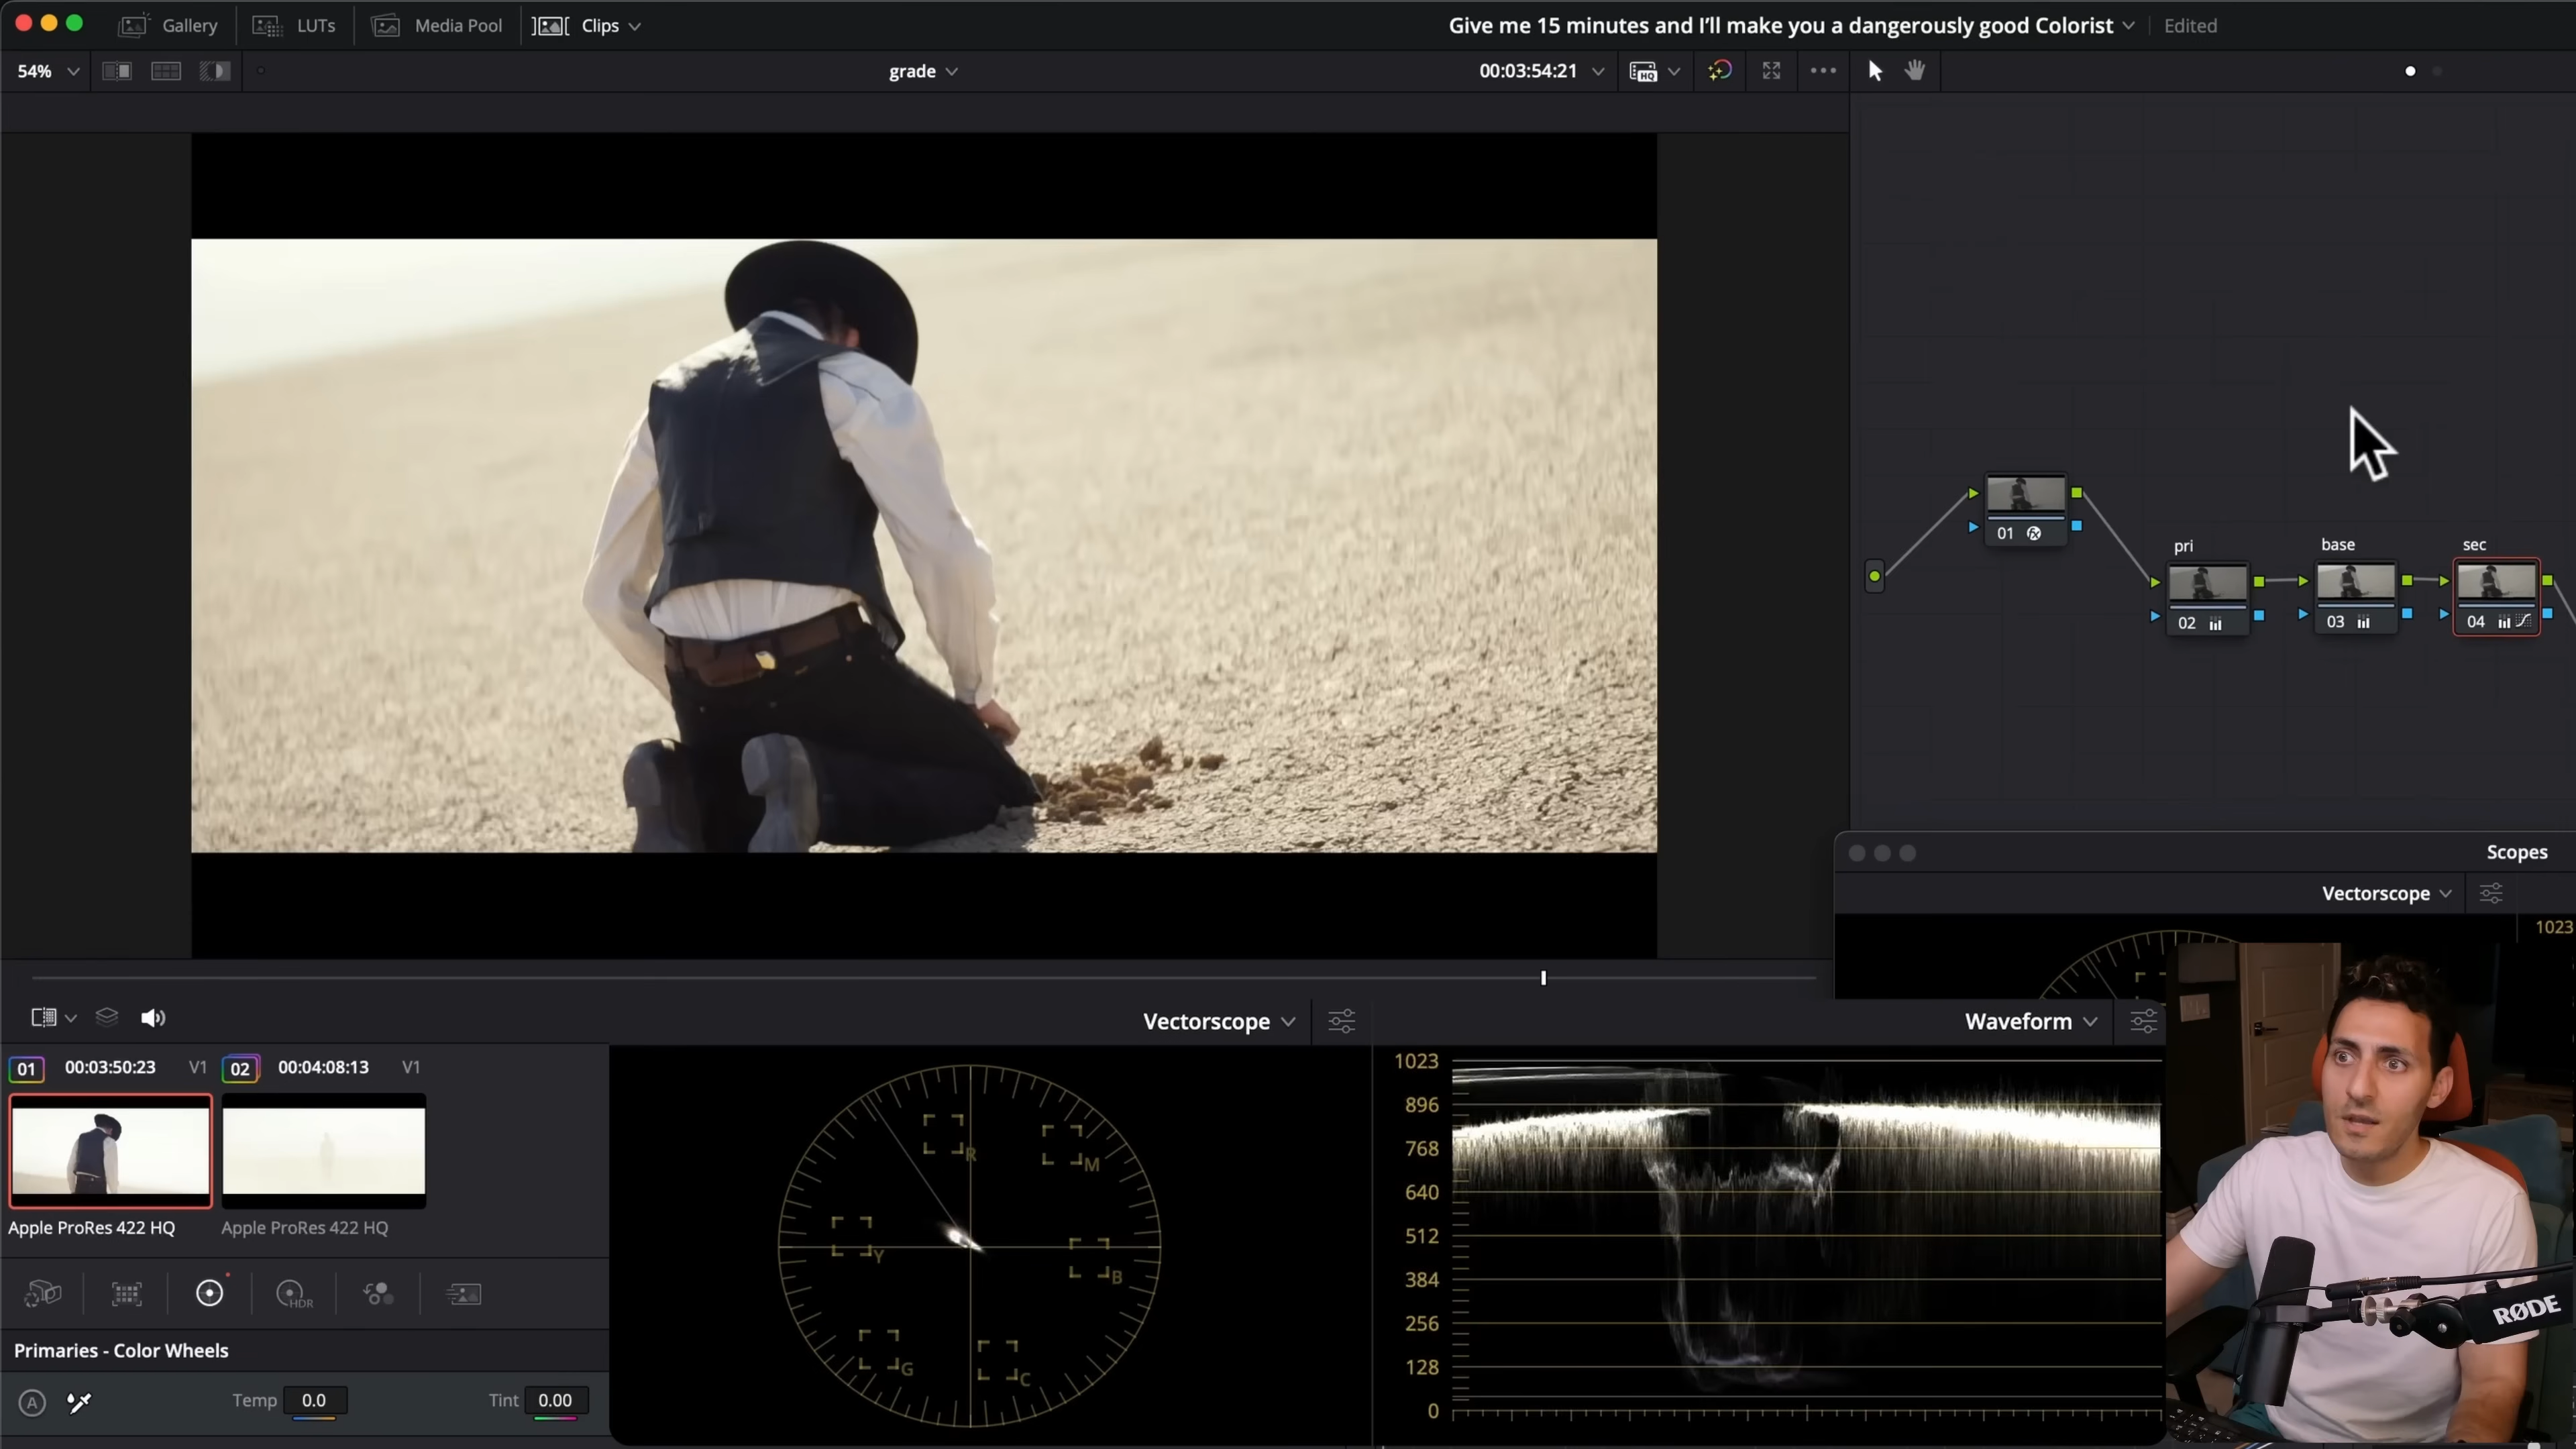 Gallery
LUTs
Media Pool
Clips
Give me 15 minutes and I'll make you a dangerously good Colorist
Edited
54%
grade
00:03:54:21
HQ
01
pri
base
sec
02
03
04
Scopes
Vectorscope
1023
Vectorscope
Waveform
01 00:03:50:23 V1
02 00:04:08:13 V1
Apple ProRes 422 HQ
Apple ProRes 422 HQ
HDR
Primaries - Color Wheels
A
Temp 0.0
Tint 0.00
R
M
Y
B
G
C
1023
896
768
640
512
384
256
128
0
RØDE